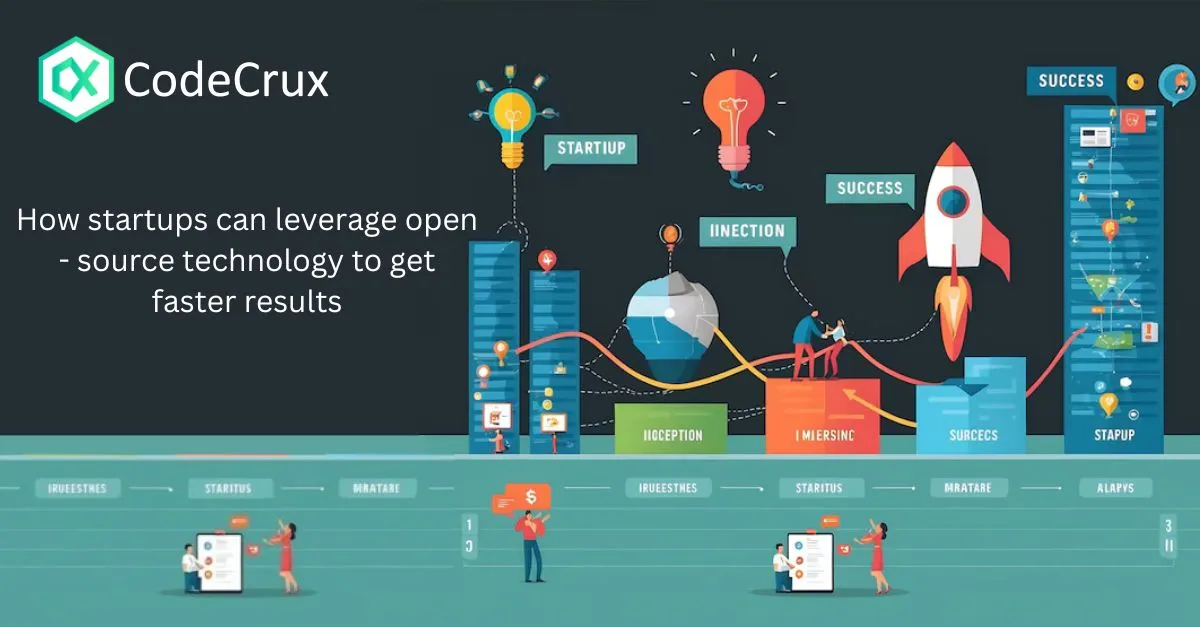 CodeCrux
How startups can leverage open
- source technology to get
faster results
STARTIUP
SUCCESS
IINECTION
SUCCESS
IIOCEPTION
I MIERSINC
SURCECS
STAPUP
IRUEESTHES
STARITUS
MRATARE
$
IRUEESTHES
STARITUS
MRATARE
ALAPYS
1
3